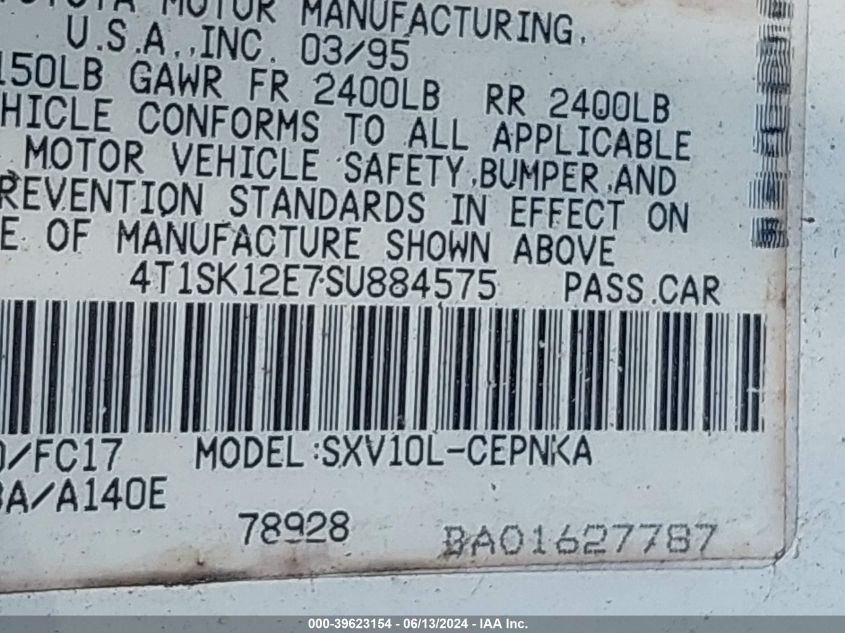 TOYOTA MOTOR MANUFACTURING,
U.S.A.,INC. 03/95
150LB GAWR FR 2400LB RR 2400LB
HICLE CONFORMS TO ALL APPLICABLE
MOTOR VEHICLE SAFETY,BUMPER,AND
REVENTION STANDARDS IN EFFECT ON
E OF MANUFACTURE SHOWN ABOVE
4T1SK12E7SU884575 PASS.CAR
/FC17 MODEL:SXV10L-CEPNKA
A/A140E
78928 BA01627787
000-39623154 - 06/13/2024 - IAA Inc.